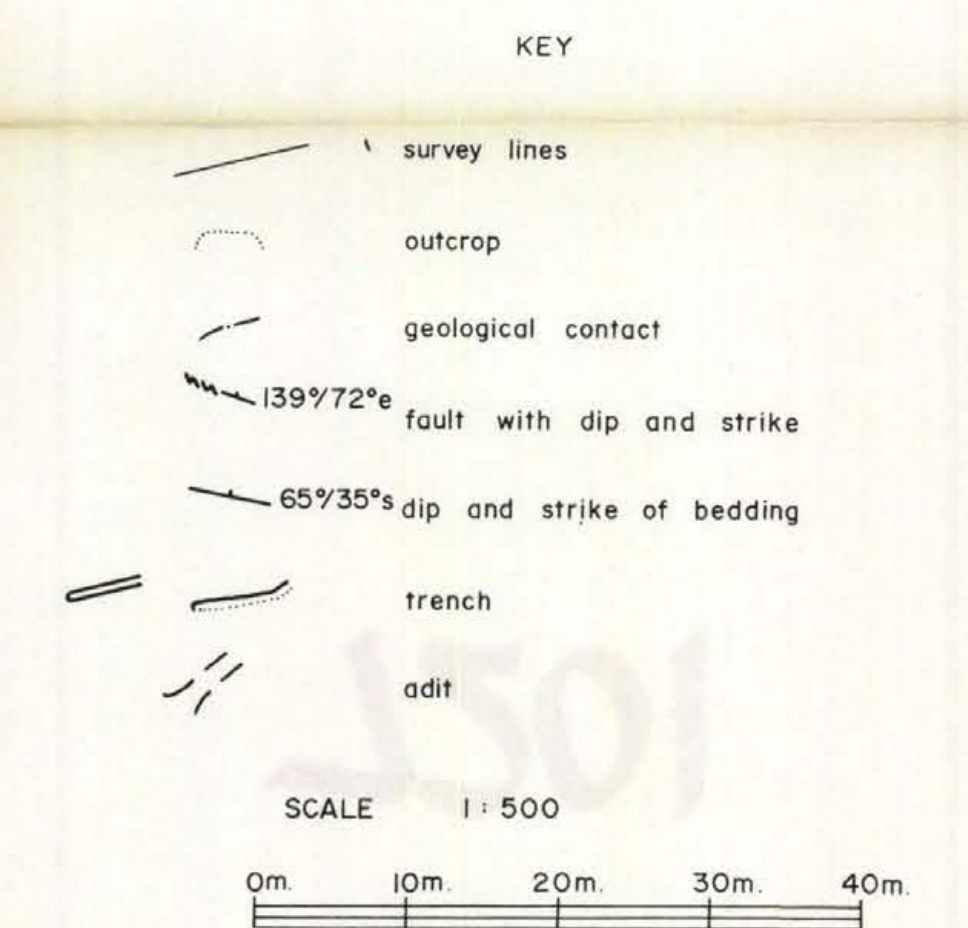 KEY
survey lines
outcrop
geological contact
139°/72°e fault with dip and strike
65°/35°s dip and strike of bedding
trench
adit
SCALE 1 : 500
0m. 10m. 20m. 30m. 40m.